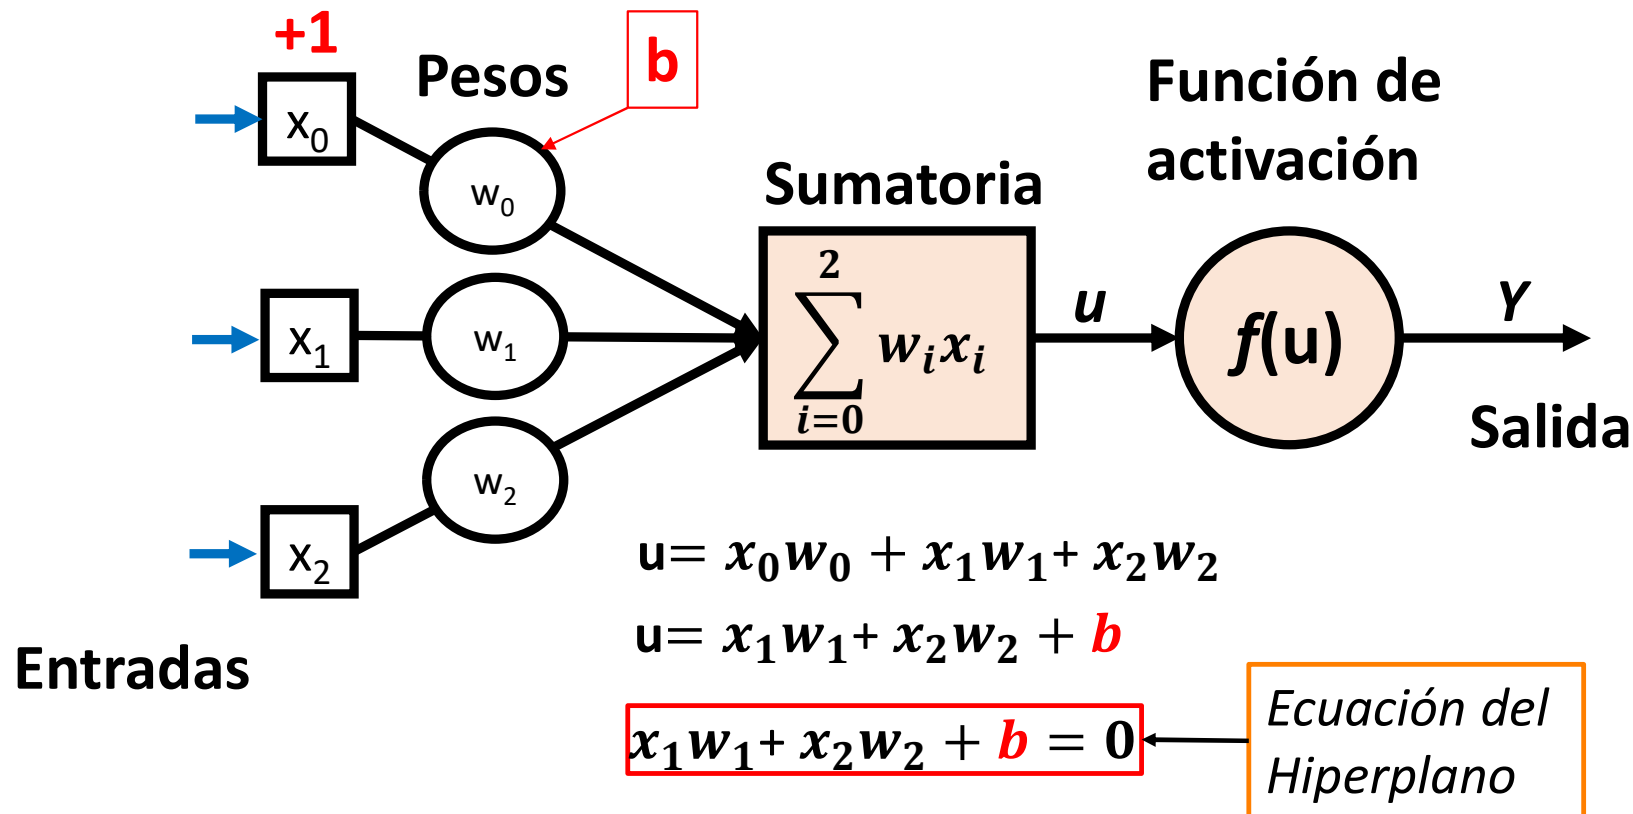 +1
Pesos
b
Función de
activación
x₀
w₀
Sumatoria
x₁
w₁
∑²ᵢ₌₀ wᵢxᵢ
u
f(u)
Y
Salida
x₂
w₂
Entradas
u= x₀w₀ + x₁w₁+ x₂w₂
u= x₁w₁+ x₂w₂ + b
x₁w₁+ x₂w₂ + b = 0
Ecuación del
Hiperplano